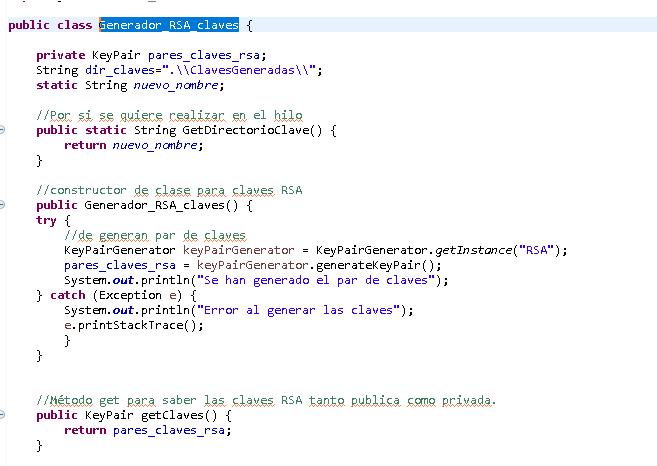 public class Generador_RSA_claves {
private KeyPair pares_claves_rsa;
String dir_claves=".\\ClavesGeneradas\\";
static String nuevo_nombre;
//Por si se quiere realizar en el hilo
public static String GetDirectorioClave() {
return nuevo_nombre;
}
//constructor de clase para claves RSA
public Generador_RSA_claves() {
try {
//de generan par de claves
KeyPairGenerator keyPairGenerator = KeyPairGenerator.getInstance("RSA");
pares_claves_rsa = keyPairGenerator.generateKeyPair();
System.out.println("Se han generado el par de claves");
} catch (Exception e) {
System.out.println("Error al generar las claves");
e.printStackTrace();
}
}
//Método get para saber las claves RSA tanto publica como privada.
public KeyPair getClaves() {
return pares_claves_rsa;
}